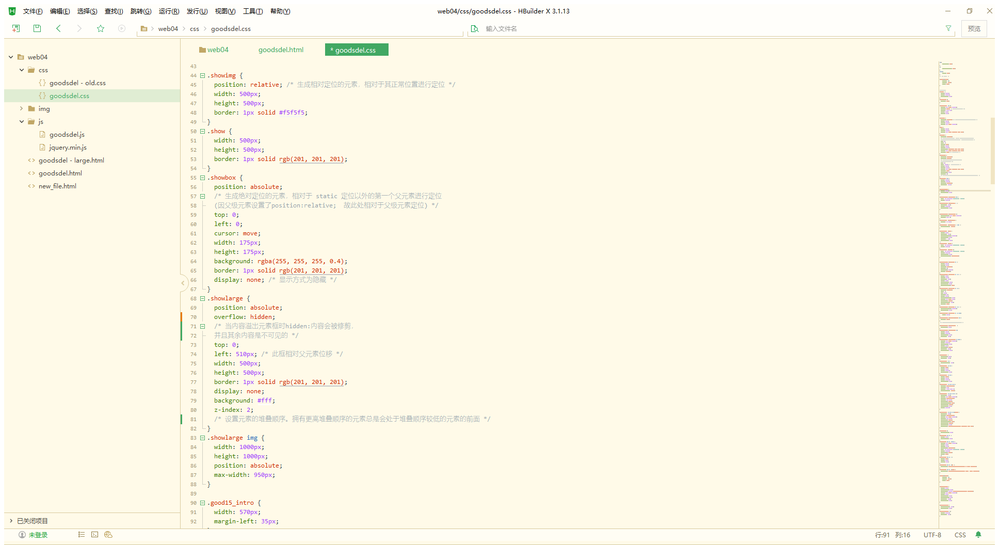 文件(F) 编辑(E) 选择(S) 查找(I) 跳转(G) 运行(R) 发行(U) 视图(V) 工具(T) 帮助(Y)
web04/css/goodsdel.css - HBuilder X 3.1.13
web04 css goodsdel.css
输入文件名
预览
web04
css
goodsdel - old.css
goodsdel.css
img
js
goodsdel.js
jquery.min.js
goodsdel - large.html
goodsdel.html
new_file.html
已关闭项目
web04 goodsdel.html * goodsdel.css
43
44 .showimg {
45 position: relative; /* 生成相对定位的元素，相对于其正常位置进行定位 */
46 width: 500px;
47 height: 500px;
48 border: 1px solid #f5f5f5;
49 }
50 .show {
51 width: 500px;
52 height: 500px;
53 border: 1px solid rgb(201, 201, 201);
54 }
55 .showbox {
56 position: absolute;
57 /* 生成绝对定位的元素，相对于 static 定位以外的第一个父元素进行定位
58 (因父级元素设置了position:relative; 故此处相对于父级元素定位) */
59 top: 0;
60 left: 0;
61 cursor: move;
62 width: 175px;
63 height: 175px;
64 background: rgba(255, 255, 255, 0.4);
65 border: 1px solid rgb(201, 201, 201);
66 display: none; /* 显示方式为隐藏 */
67 }
68 .showlarge {
69 position: absolute;
70 overflow: hidden;
71 /* 当内容溢出元素框时hidden:内容会被修剪，
72 并且其余内容是不可见的 */
73 top: 0;
74 left: 510px; /* 此框相对父元素位移 */
75 width: 500px;
76 height: 500px;
77 border: 1px solid rgb(201, 201, 201);
78 display: none;
79 background: #fff;
80 z-index: 2;
81 /* 设置元素的堆叠顺序。拥有更高堆叠顺序的元素总是会处于堆叠顺序较低的元素的前面 */
82 }
83 .showlarge img {
84 width: 1000px;
85 height: 1000px;
86 position: absolute;
87 max-width: 950px;
88 }
89
90 .good15_intro {
91 width: 570px;
92 margin-left: 35px;
未登录
行:91 列:16 UTF-8 CSS